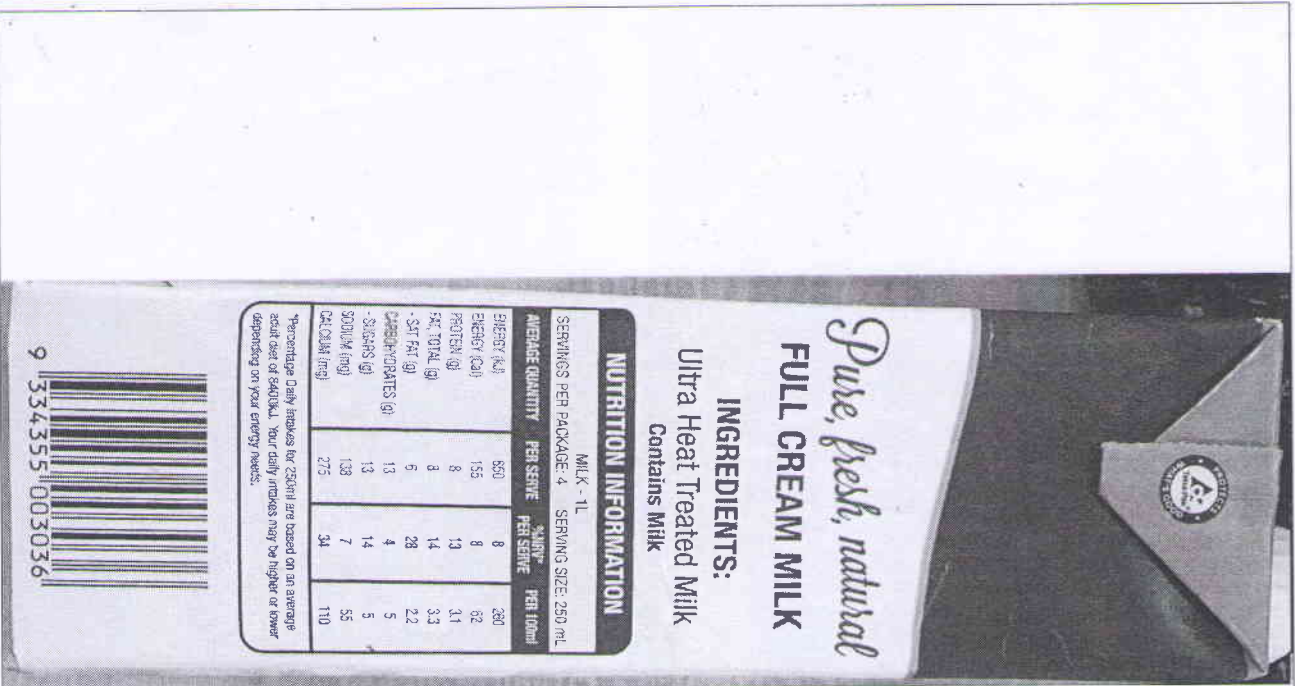 Pure, fresh, natural
FULL CREAM MILK
INGREDIENTS:
Ultra Heat Treated Milk
Contains Milk
NUTRITION INFORMATION
MILK - 1L
SERVINGS PER PACKAGE: 4 SERVING SIZE: 250 mL
AVERAGE QUANTITY PER SERVE %NRV* PER SERVE PER 100ml
ENERGY (kJ) 650 8 260
ENERGY (Cal) 155 8 62
PROTEIN (g) 8 13 3.1
FAT, TOTAL (g) 8 14 3.3
- SAT FAT (g) 6 28 2.2
CARBOHYDRATES (g) 13 4 5
- SUGARS (g) 13 14 5
SODIUM (mg) 138 7 55
CALCIUM (mg) 275 34 110
*Percentage Daily intakes for 250ml are based on an average
adult diet of 8400kJ. Your daily intakes may be higher or lower
depending on your energy needs.
9 334355 003036
PROTECTS
WHAT'S GOOD